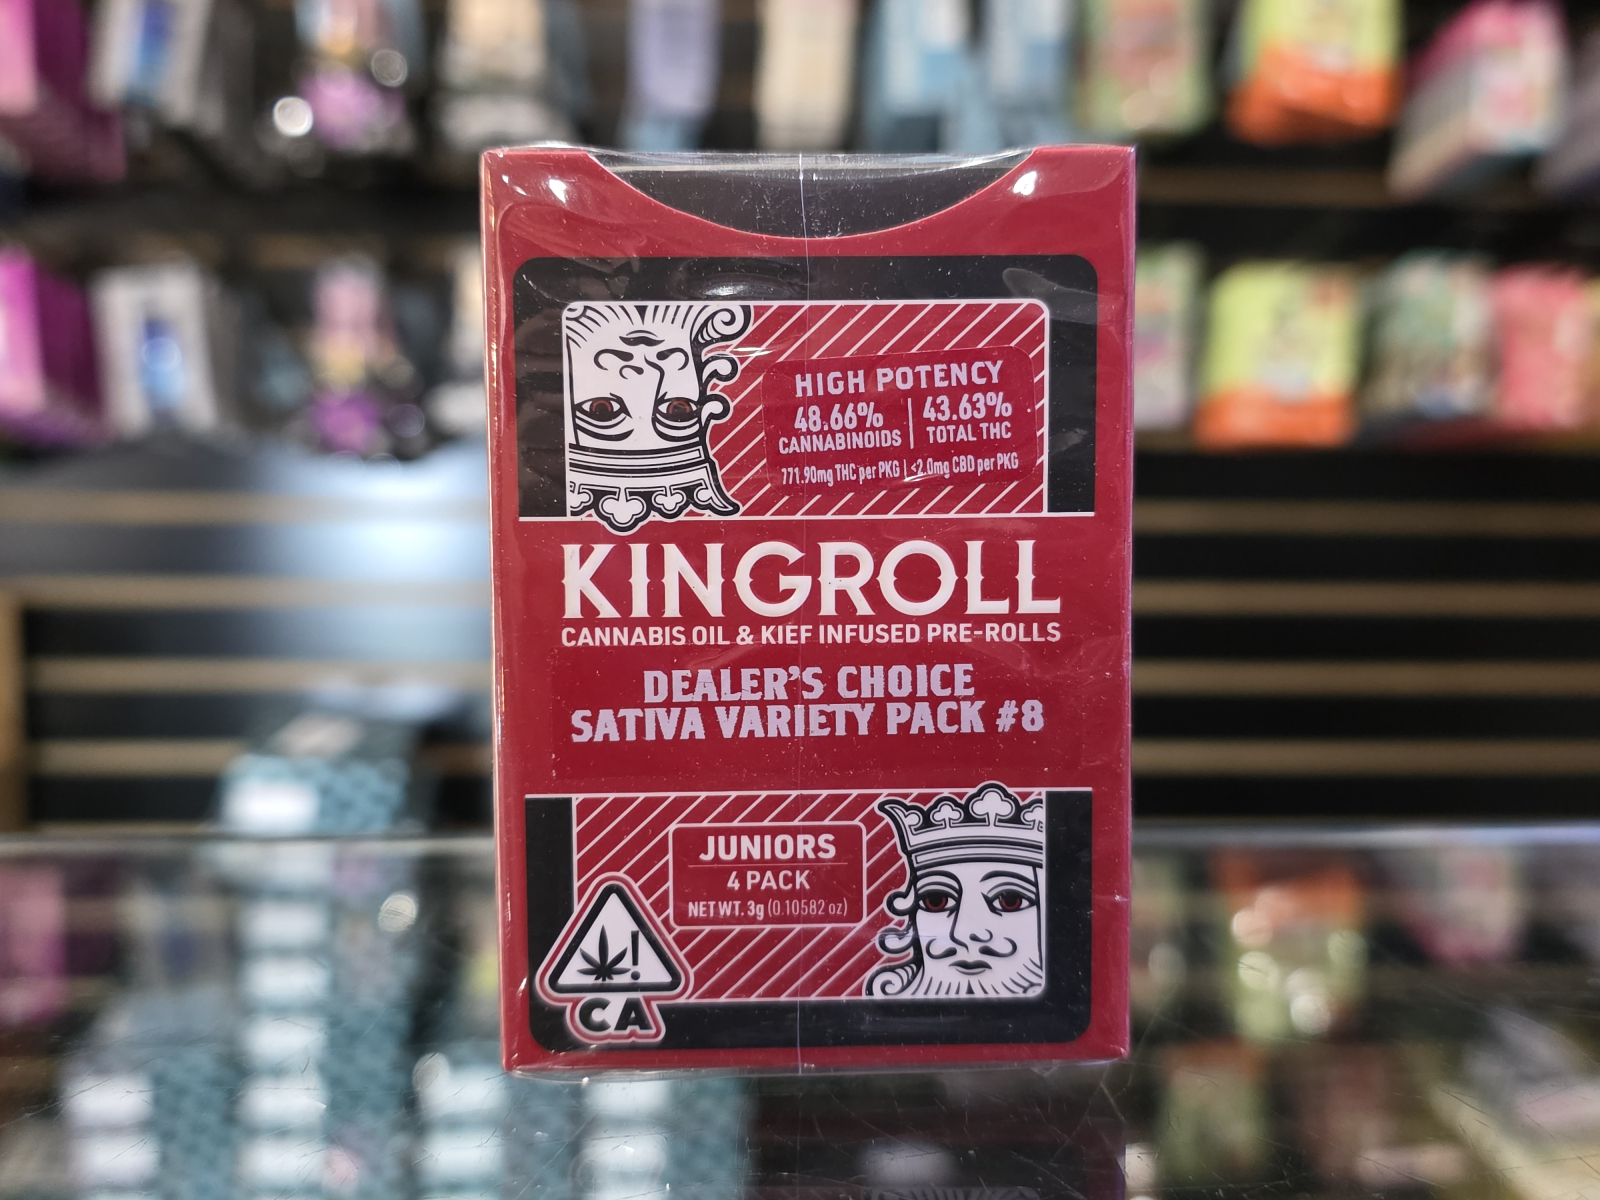 HIGH POTENCY
48.66% | 43.63%
CANNABINOIDS | TOTAL THC
771.90mg THC per PKG | <2.0mg CBD per PKG
KINGROLL
CANNABIS OIL & KIEF INFUSED PRE-ROLLS
DEALER'S CHOICE
SATIVA VARIETY PACK #8
JUNIORS
4 PACK
NET WT. 3g (0.10582 oz)
!
CA